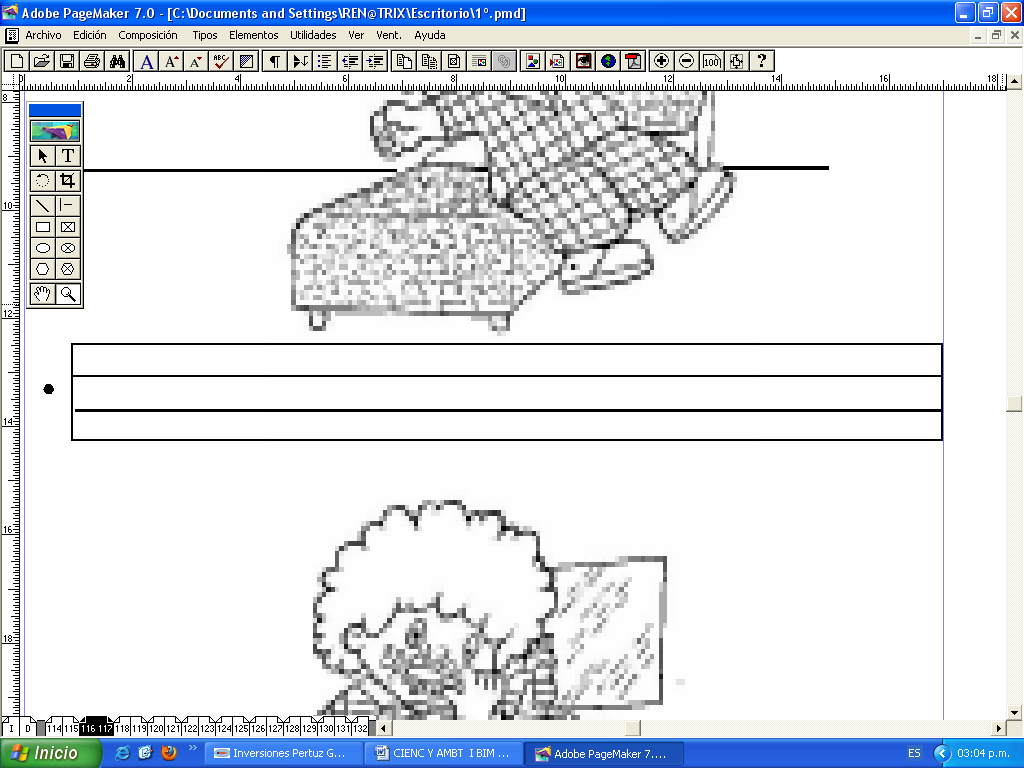 Adobe PageMaker 7.0 - [C:\Documents and Settings\REN@TRIX\Escritorio\1°.pmd]
Archivo Edición Composición Tipos Elementos Utilidades Ver Vent. Ayuda
0 2 4 6 8 10 12 14 16 18
8
10
12
14
16
18
I D 114 115 116 117 118 119 120 121 122 123 124 125 126 127 128 129 130 131 132
Inicio Inversiones Pertuz G... CIENC Y AMBT I BIM ... Adobe PageMaker 7.... ES 03:04 p.m.